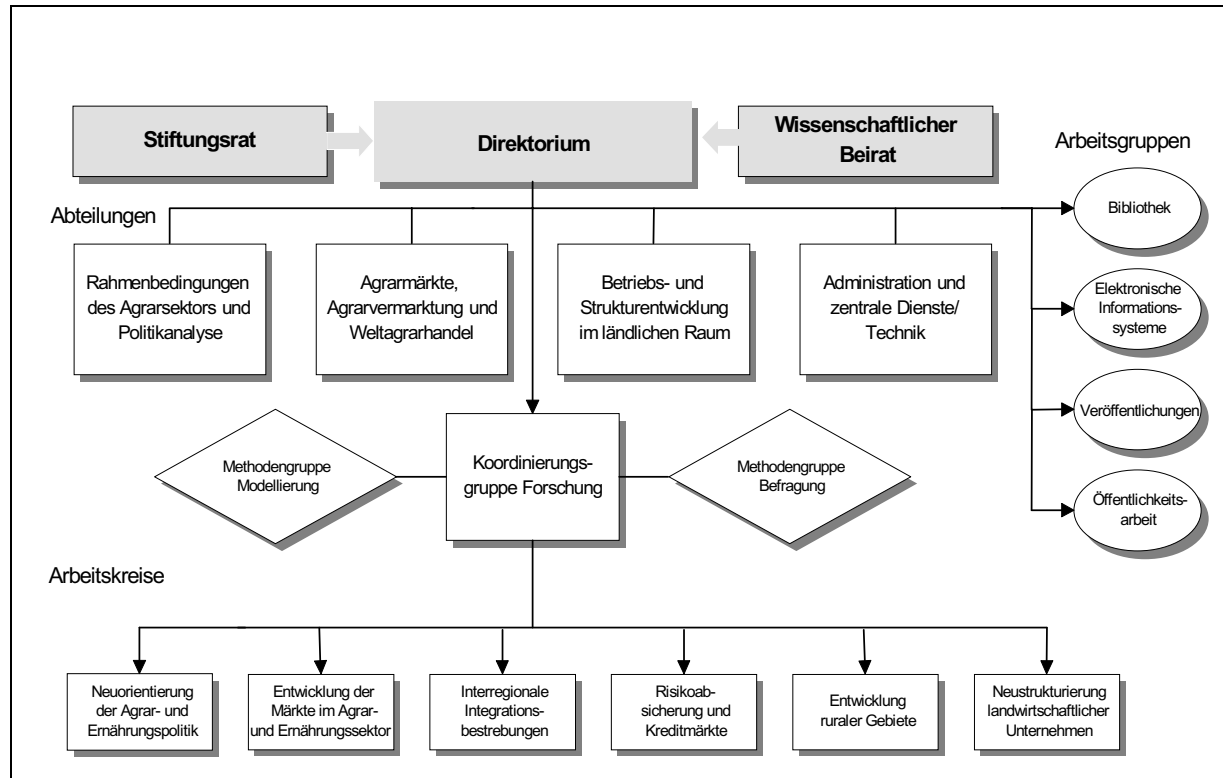 Stiftungsrat
Direktorium
Wissenschaftlicher
Beirat
Arbeitsgruppen
Abteilungen
Bibliothek
Rahmenbedingungen
des Agrarsektors und
Politikanalyse
Agrarmärkte,
Agrarvermarktung und
Weltagrarhandel
Betriebs- und
Strukturentwicklung
im ländlichen Raum
Administration und
zentrale Dienste/
Technik
Elektronische
Informations-
systeme
Veröffentlichungen
Öffentlichkeits-
arbeit
Methodengruppe
Modellierung
Koordinierungs-
gruppe Forschung
Methodengruppe
Befragung
Arbeitskreise
Neuorientierung
der Agrar- und
Ernährungspolitik
Entwicklung der
Märkte im Agrar-
und Ernährungssektor
Interregionale
Integrations-
bestrebungen
Risikoab-
sicherung und
Kreditmärkte
Entwicklung
ruraler Gebiete
Neustrukturierung
landwirtschaftlicher
Unternehmen